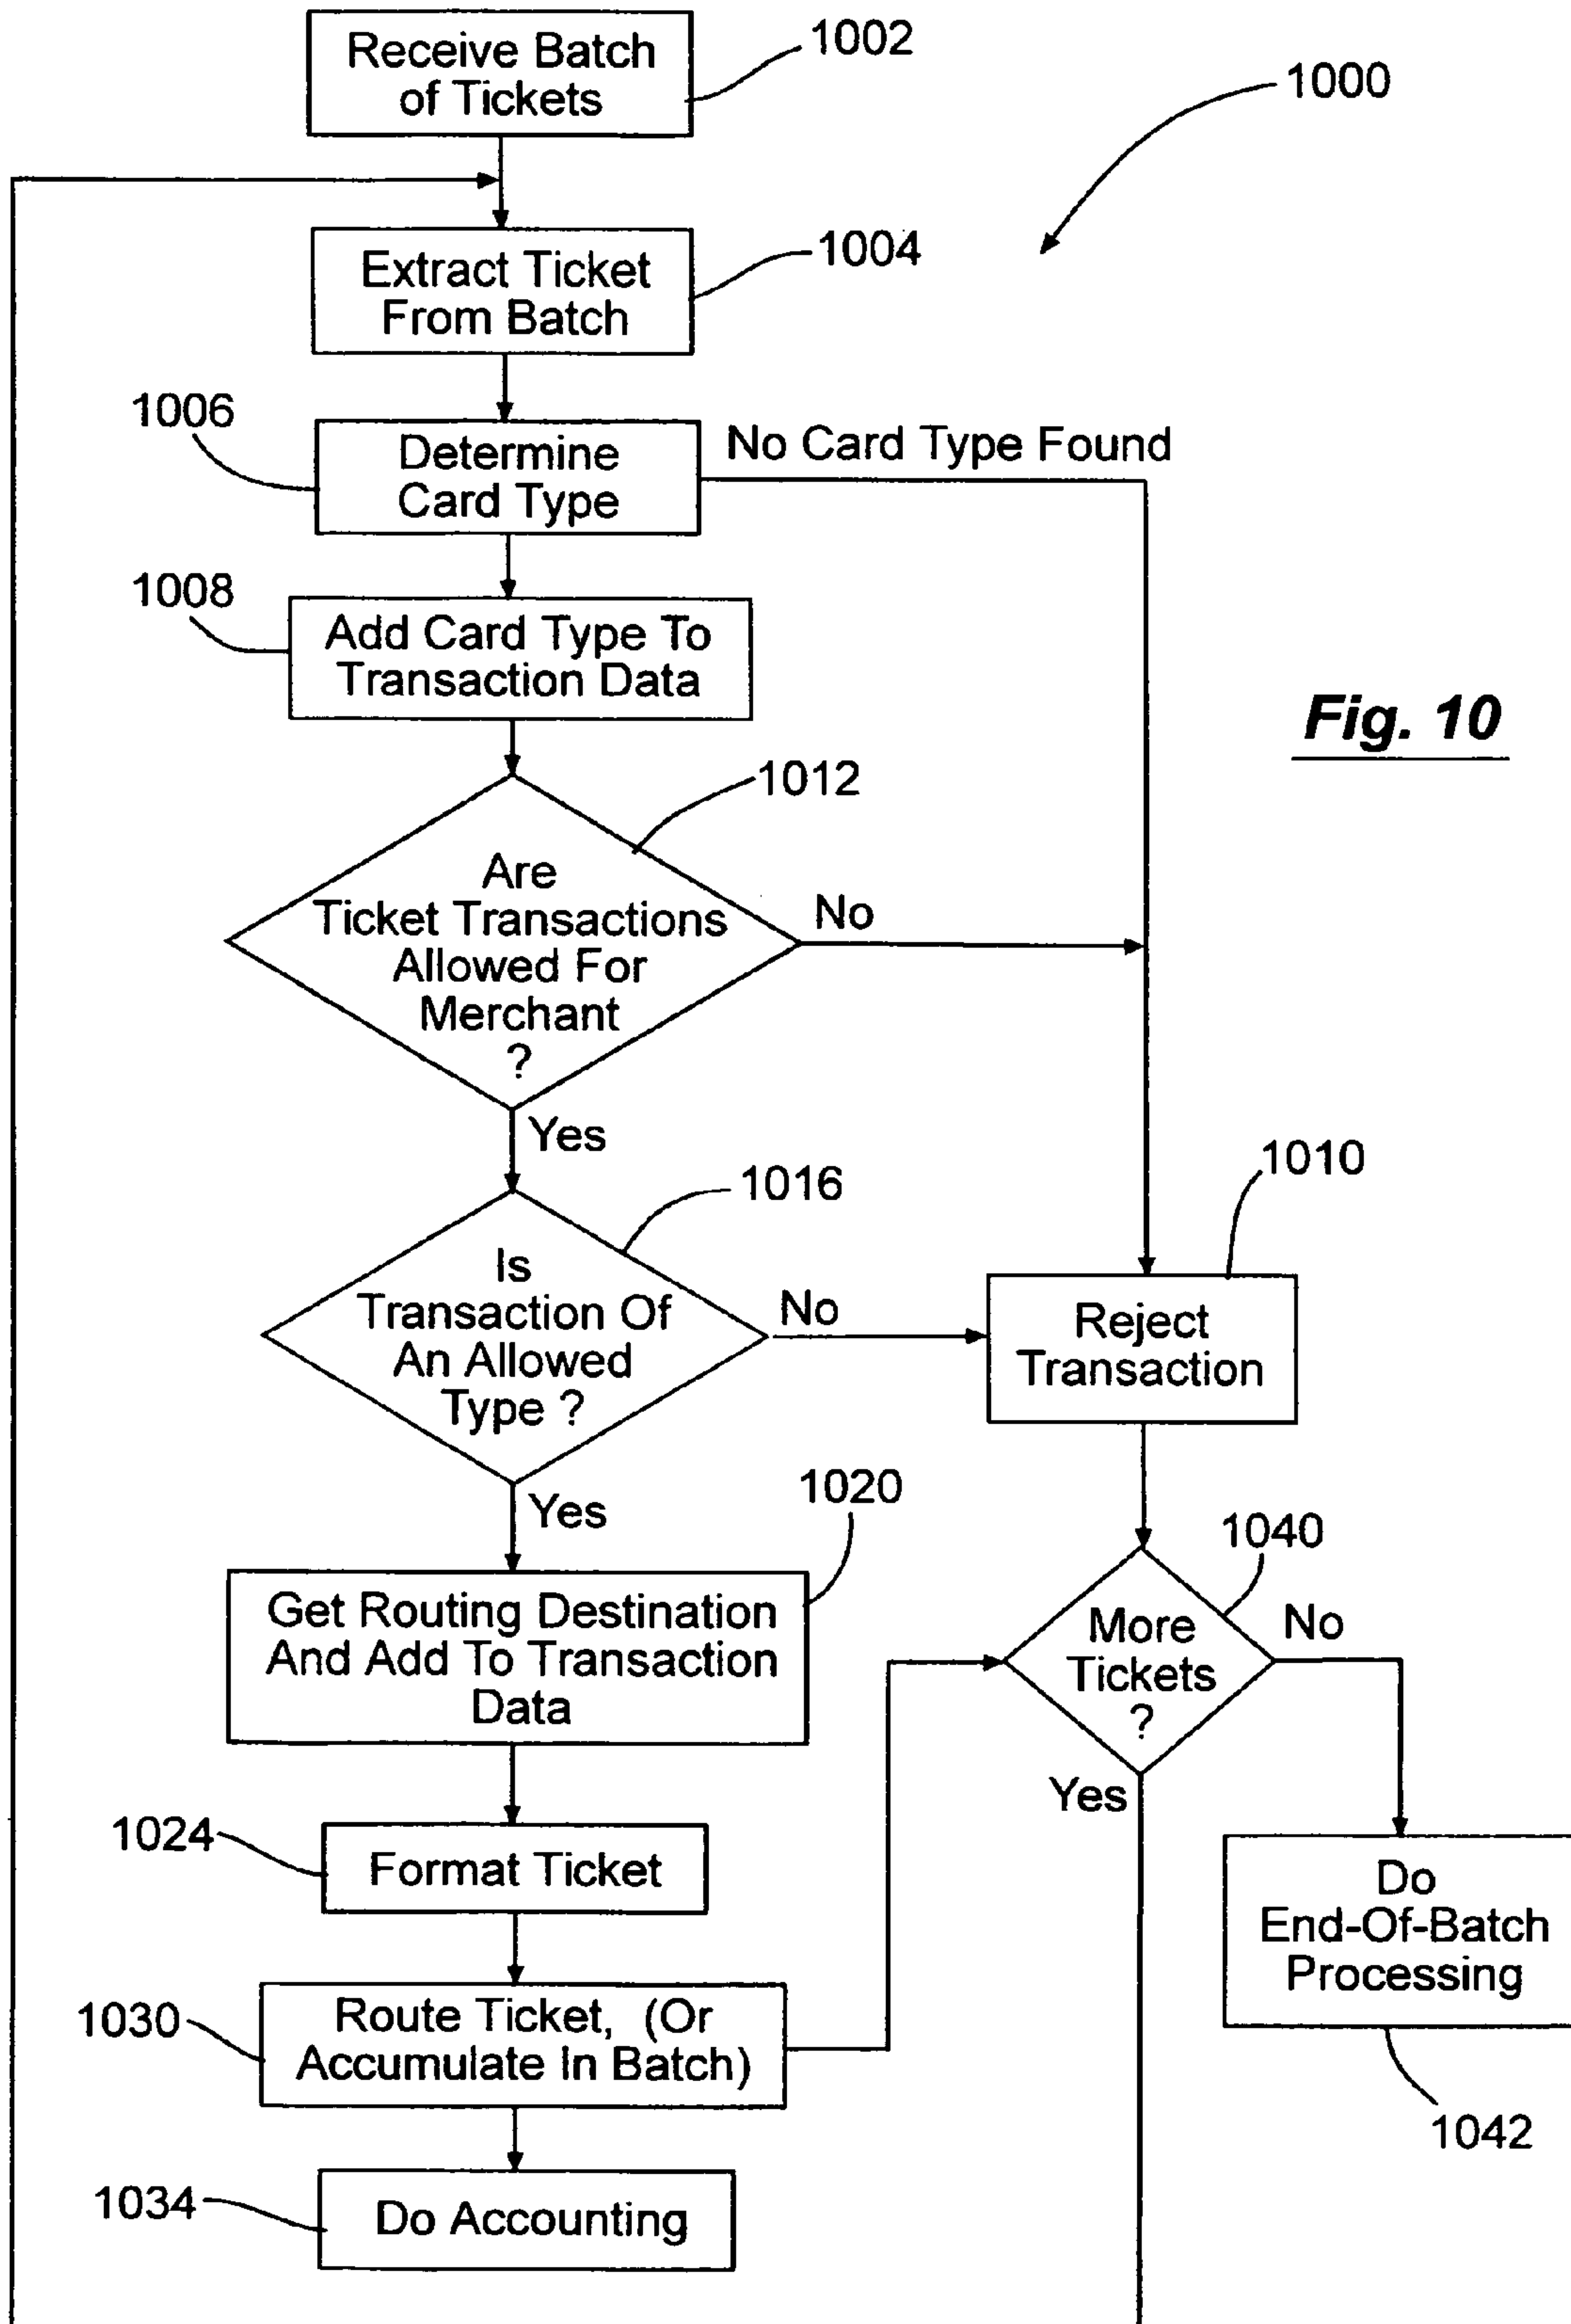 Receive Batch
of Tickets
1002
1000
Extract Ticket
From Batch
1004
1006
Determine
Card Type
No Card Type Found
1008
Add Card Type To
Transaction Data
Fig. 10
1012
Are
Ticket Transactions
Allowed For
Merchant
?
No
Yes
1016
1010
Is
Transaction Of
An Allowed
Type ?
No
Reject
Transaction
Yes
1020
1040
Get Routing Destination
And Add To Transaction
Data
More
Tickets
?
No
Yes
1024
Format Ticket
Do
End-Of-Batch
Processing
1030
Route Ticket, (Or
Accumulate In Batch)
1042
1034
Do Accounting